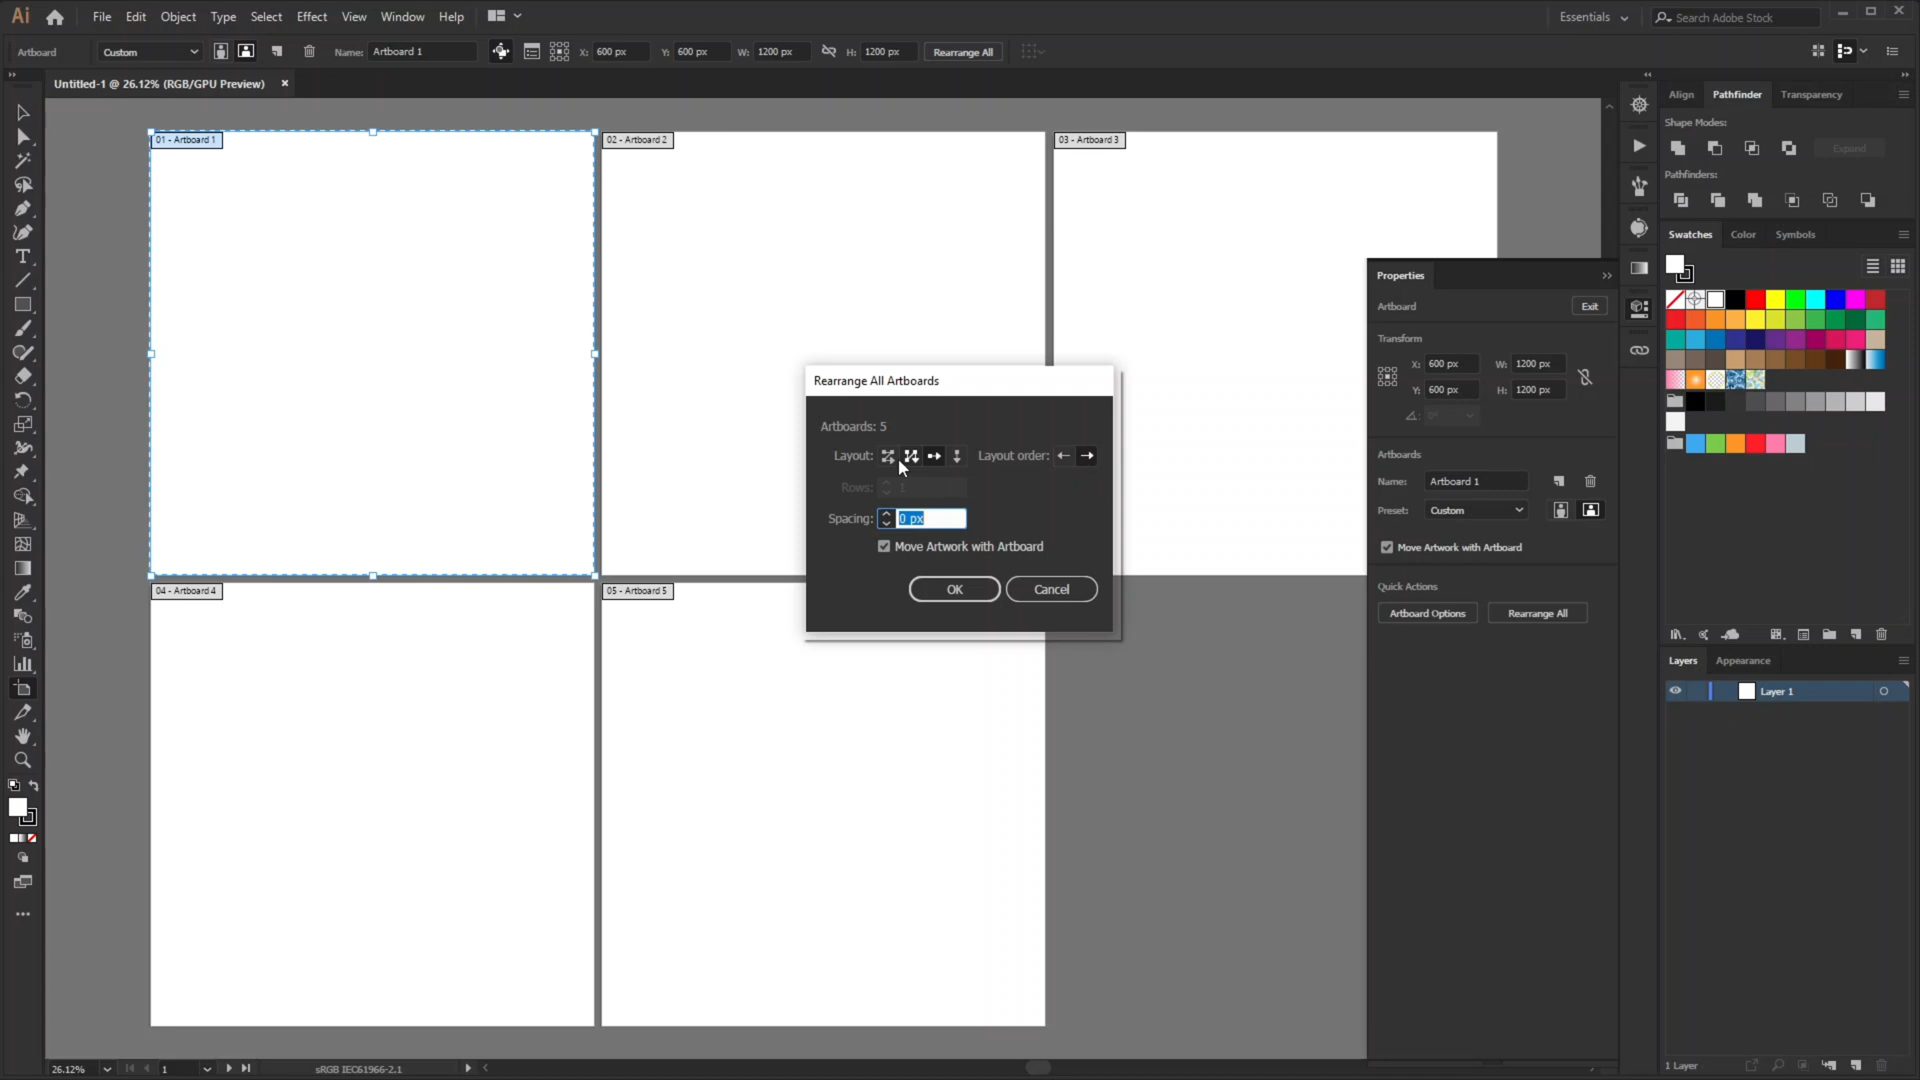 Ai File Edit Object Type Select Effect View Window Help Essentials Search Adobe Stock
Artboard Custom Name: Artboard 1 X: 600 px Y: 600 px W: 1200 px H: 1200 px Rearrange All
Untitled-1 @ 26.12% (RGB/GPU Preview) ×
01 - Artboard 1
02 - Artboard 2
03 - Artboard 3
04 - Artboard 4
05 - Artboard 5
Rearrange All Artboards
Artboards: 5
Layout: Layout order:
Rows: 1
Spacing: 0 px
Move Artwork with Artboard
OK Cancel
Properties
Artboard Exit
Transform
X: 600 px W: 1200 px
Y: 600 px H: 1200 px
0°
Artboards
Name: Artboard 1
Preset: Custom
Move Artwork with Artboard
Quick Actions
Artboard Options Rearrange All
Align Pathfinder Transparency
Shape Modes:
Expand
Pathfinders:
Swatches Color Symbols
Layers Appearance
Layer 1
1 Layer
26.12% 1 sRGB IEC61966-2.1